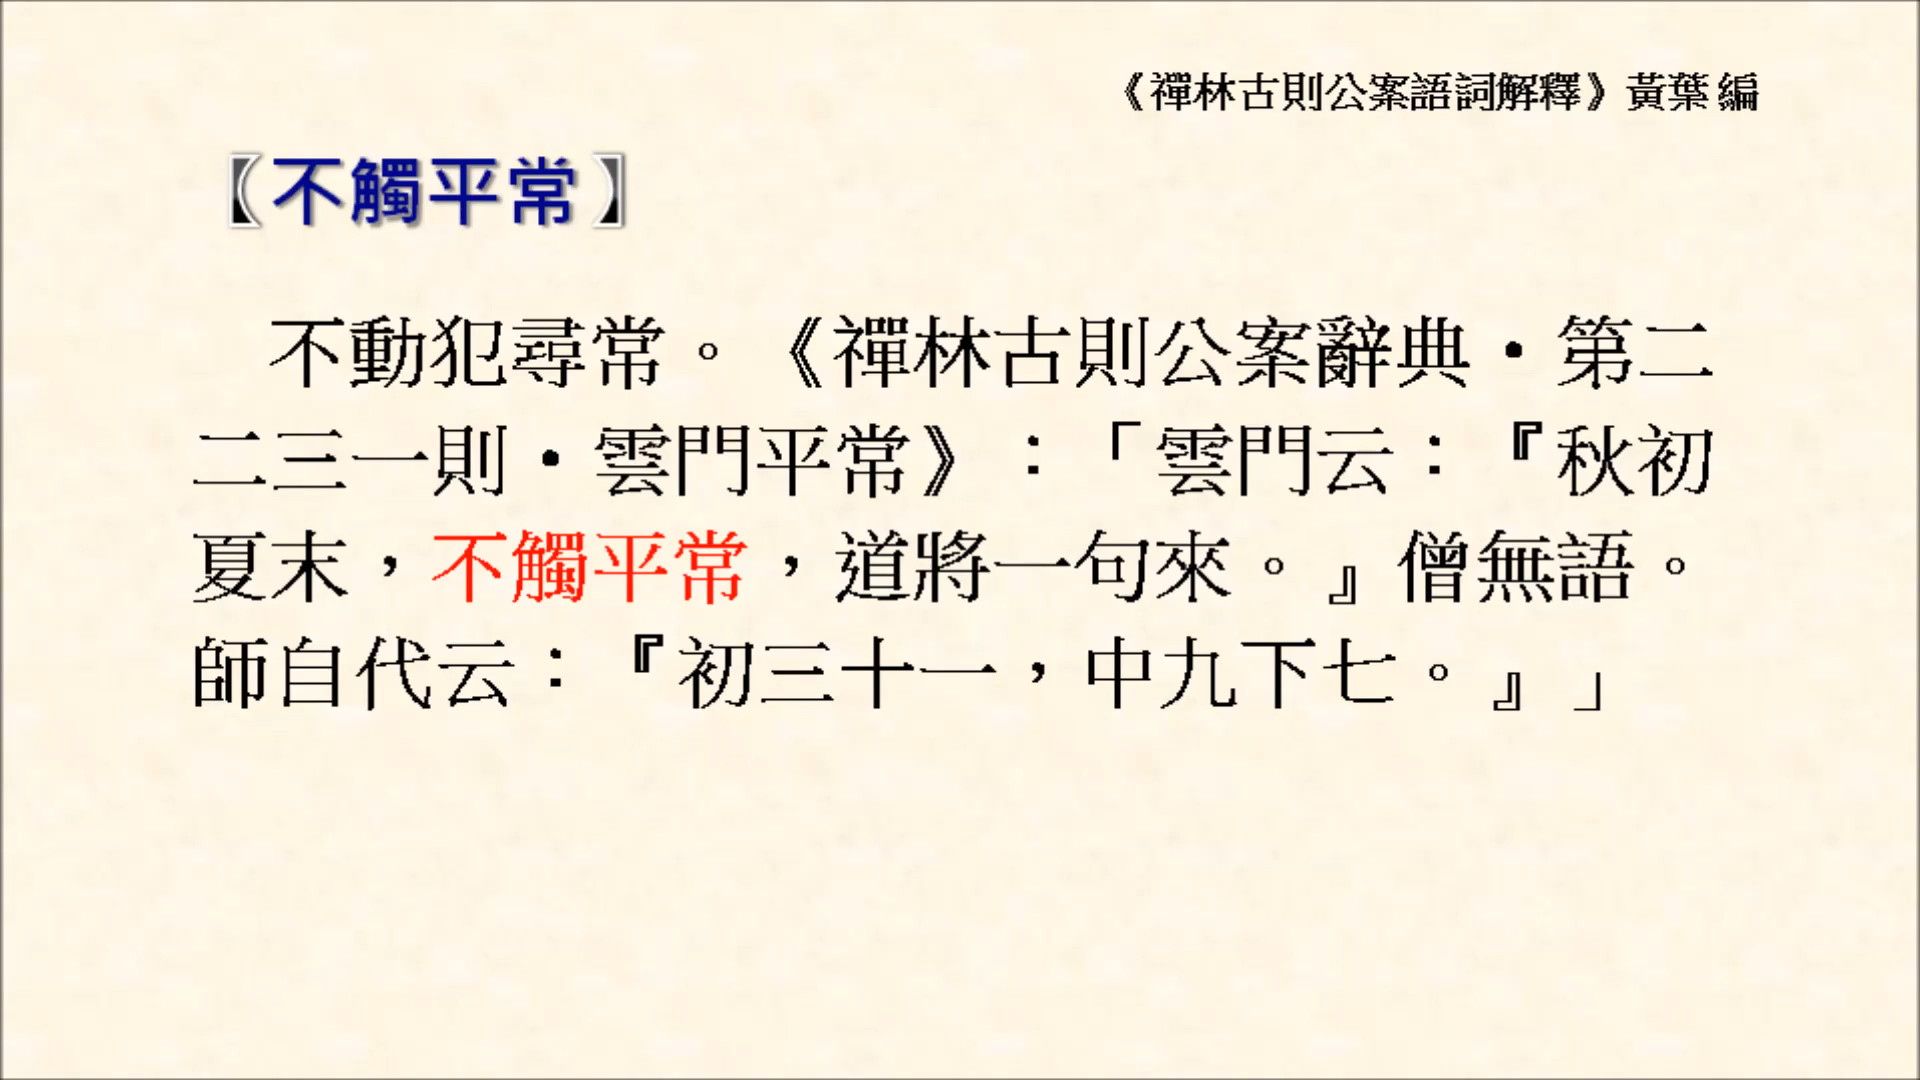 《禪林古則公案語詞解釋》黃葉編
〖不觸平常〗
不動犯尋常。《禪林古則公案辭典·第二
二三一則·雲門平常》：「雲門云：『秋初
夏末，不觸平常，道將一句來。』僧無語。
師自代云：『初三十一，中九下七。』」